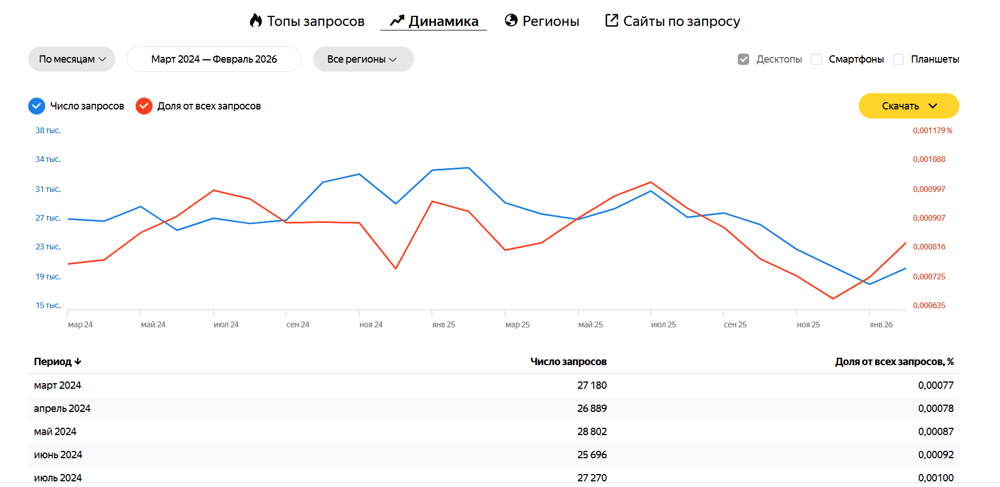 Топы запросов Динамика Регионы Сайты по запросу
По месяцам Март 2024 — Февраль 2026 Все регионы Десктопы Смартфоны Планшеты
Число запросов Доля от всех запросов Скачать
38 тыс. 0,001179 %
34 тыс. 0,001088
31 тыс. 0,000997
27 тыс. 0,000907
23 тыс. 0,000816
19 тыс. 0,000725
15 тыс. 0,000635
мар 24 май 24 июл 24 сен 24 ноя 24 янв 25 мар 25 май 25 июл 25 сен 25 ноя 25 янв 26
Период Число запросов Доля от всех запросов, %
март 2024 27 180 0,00077
апрель 2024 26 889 0,00078
май 2024 28 802 0,00087
июнь 2024 25 696 0,00092
июль 2024 27 270 0,00100